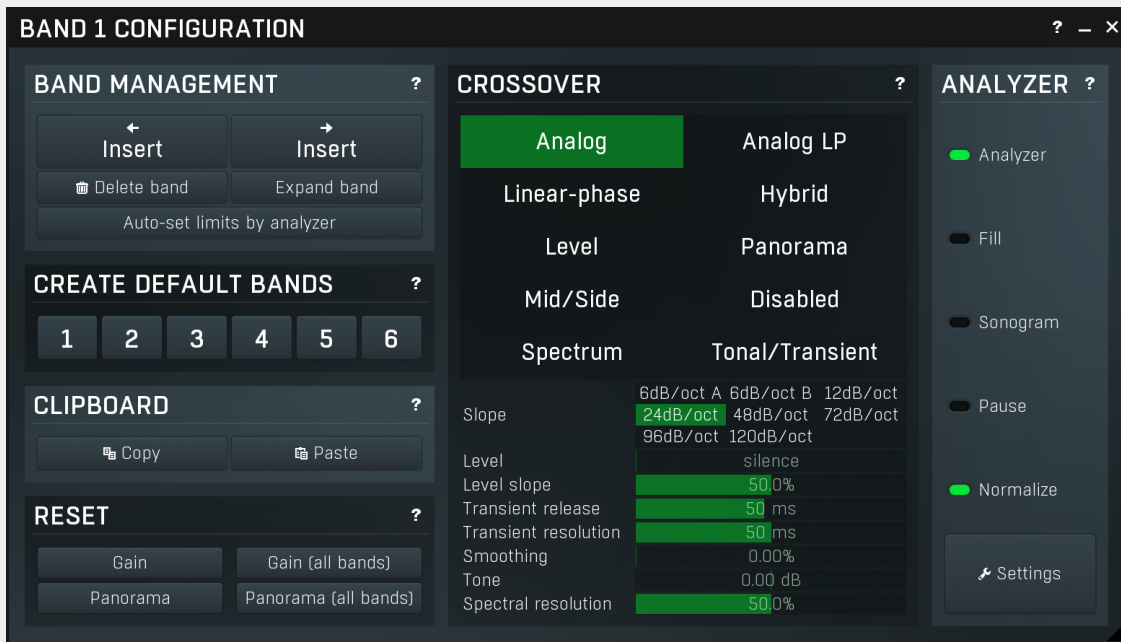 BAND 1 CONFIGURATION ? – ×
BAND MANAGEMENT ?
← Insert → Insert
Delete band Expand band
Auto-set limits by analyzer
CREATE DEFAULT BANDS ?
1 2 3 4 5 6
CLIPBOARD ?
Copy Paste
RESET ?
Gain Gain (all bands)
Panorama Panorama (all bands)
CROSSOVER ?
Analog Analog LP
Linear-phase Hybrid
Level Panorama
Mid/Side Disabled
Spectrum Tonal/Transient
6dB/oct A 6dB/oct B 12dB/oct
Slope 24dB/oct 48dB/oct 72dB/oct
96dB/oct 120dB/oct
Level silence
Level slope 50.0%
Transient release 50 ms
Transient resolution 50 ms
Smoothing 0.00%
Tone 0.00 dB
Spectral resolution 50.0%
ANALYZER ?
Analyzer
Fill
Sonogram
Pause
Normalize
Settings